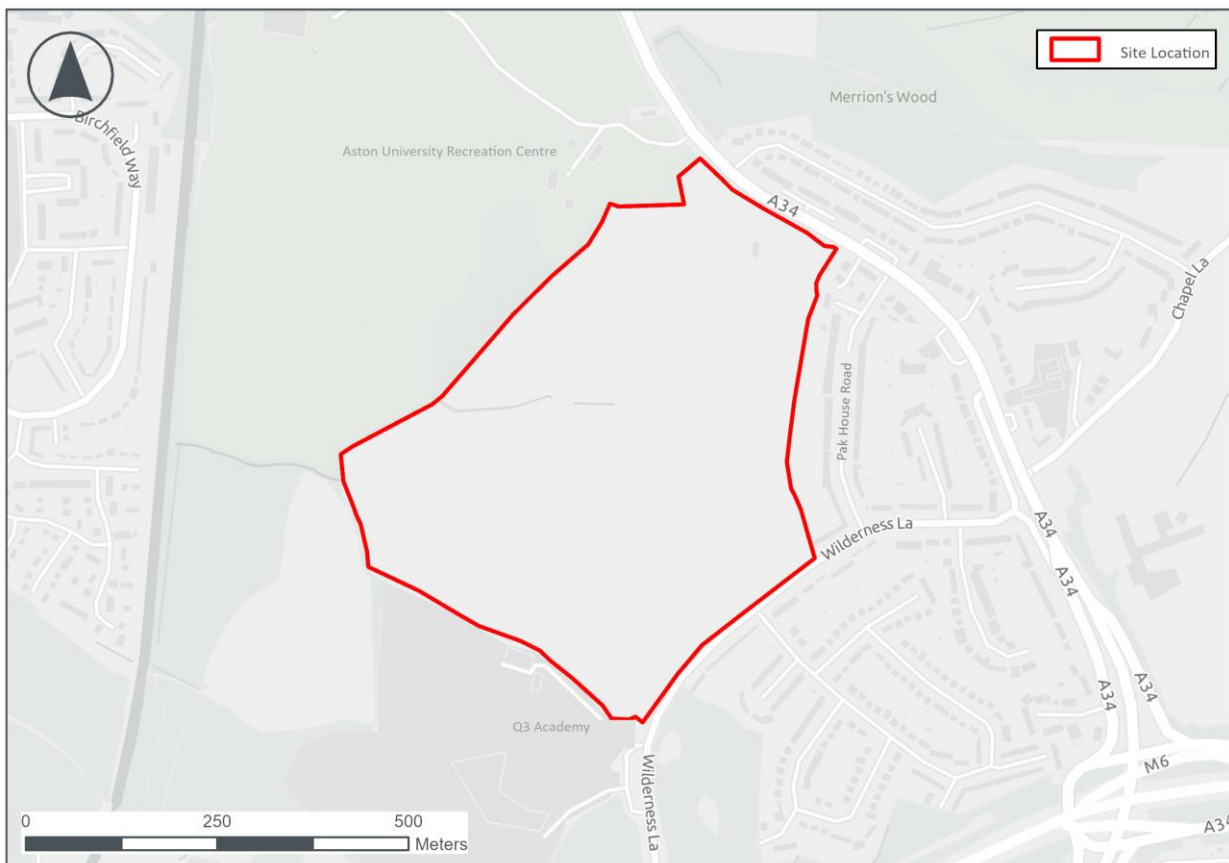 Site Location
Merrion's Wood
Birchfield Way
Aston University Recreation Centre
A34
Chapel La
Pak House Road
A34
Wilderness La
A34
A34
A34
Q3 Academy
Wilderness La
M6
A34
0 250 500
Meters